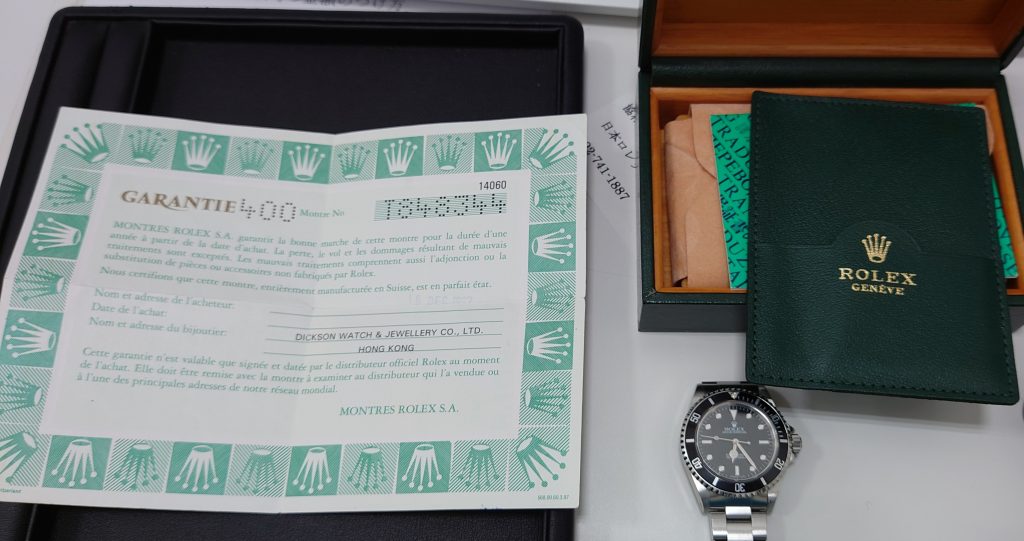 14060
GARANTIE 400 Montre No T848344
MONTRES ROLEX S.A. garantit la bonne marche de cette montre pour la durée d'une
année à partir de la date d'achat. La perte, le vol et les dommages résultant de mauvais
traitements sont exceptés. Les mauvais traitements comprennent aussi l'adjonction ou la
substitution de pièces ou accessoires non fabriqués par Rolex.
Nous certifions que cette montre, entièrement manufacturée en Suisse, est en parfait état.
Nom et adresse de l'acheteur:
Date de l'achat:
Nom et adresse du bijoutier:
DICKSON WATCH & JEWELLERY CO., LTD.
HONG KONG
Cette garantie n'est valable que signée et datée par le distributeur officiel Rolex au moment
de l'achat. Elle doit être remise avec la montre à examiner au distributeur qui l'a vendue ou
à l'une des principales adresses de notre réseau mondial.
MONTRES ROLEX S.A.
日本ロレ
741-1887
ROLEX
GENÈVE
ROLEX